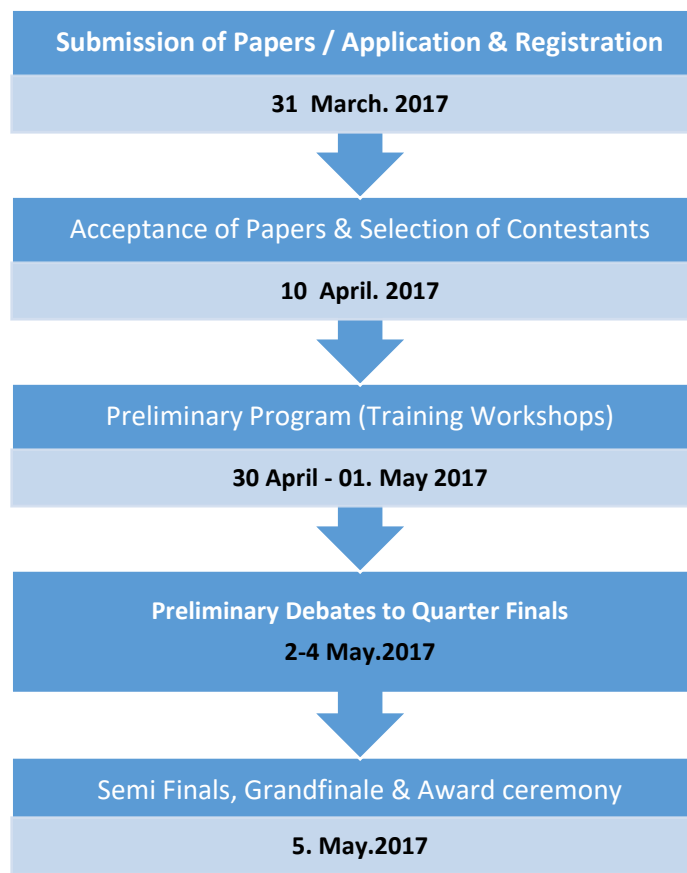 Submission of Papers / Application & Registration
31  March. 2017
Acceptance of Papers & Selection of Contestants
10  April. 2017
Preliminary Program (Training Workshops)
30 April - 01. May 2017
Preliminary Debates to Quarter Finals
2-4 May.2017
Semi Finals, Grandfinale & Award ceremony
5. May.2017